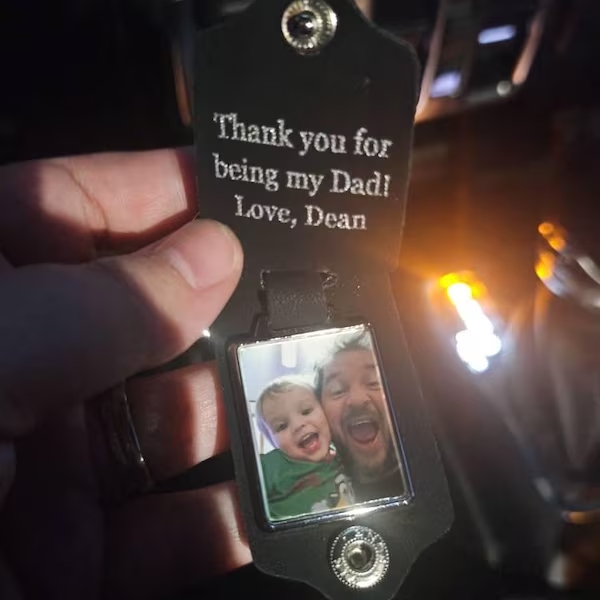 Thank you for
being my Dad!
Love, Dean